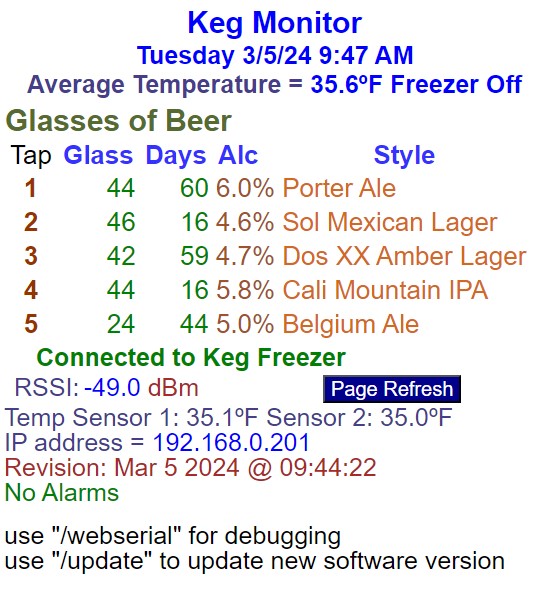 Keg Monitor
Tuesday 3/5/24 9:47 AM
Average Temperature = 35.6ºF Freezer Off
Glasses of Beer
Tap Glass Days Alc Style
1 44 60 6.0% Porter Ale
2 46 16 4.6% Sol Mexican Lager
3 42 59 4.7% Dos XX Amber Lager
4 44 16 5.8% Cali Mountain IPA
5 24 44 5.0% Belgium Ale
Connected to Keg Freezer
RSSI: -49.0 dBm Page Refresh
Temp Sensor 1: 35.1ºF Sensor 2: 35.0ºF
IP address = 192.168.0.201
Revision: Mar 5 2024 @ 09:44:22
No Alarms
use "/webserial" for debugging
use "/update" to update new software version